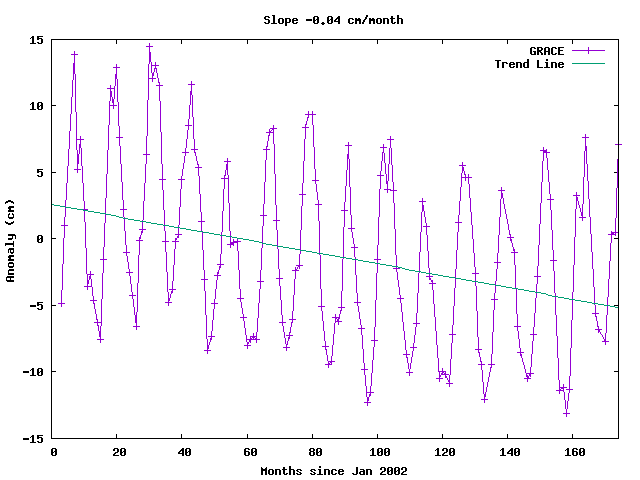 Slope -0.04 cm/month
GRACE
Trend Line
15
10
5
0
-5
-10
-15
Anomaly (cm)
0 20 40 60 80 100 120 140 160
Months since Jan 2002